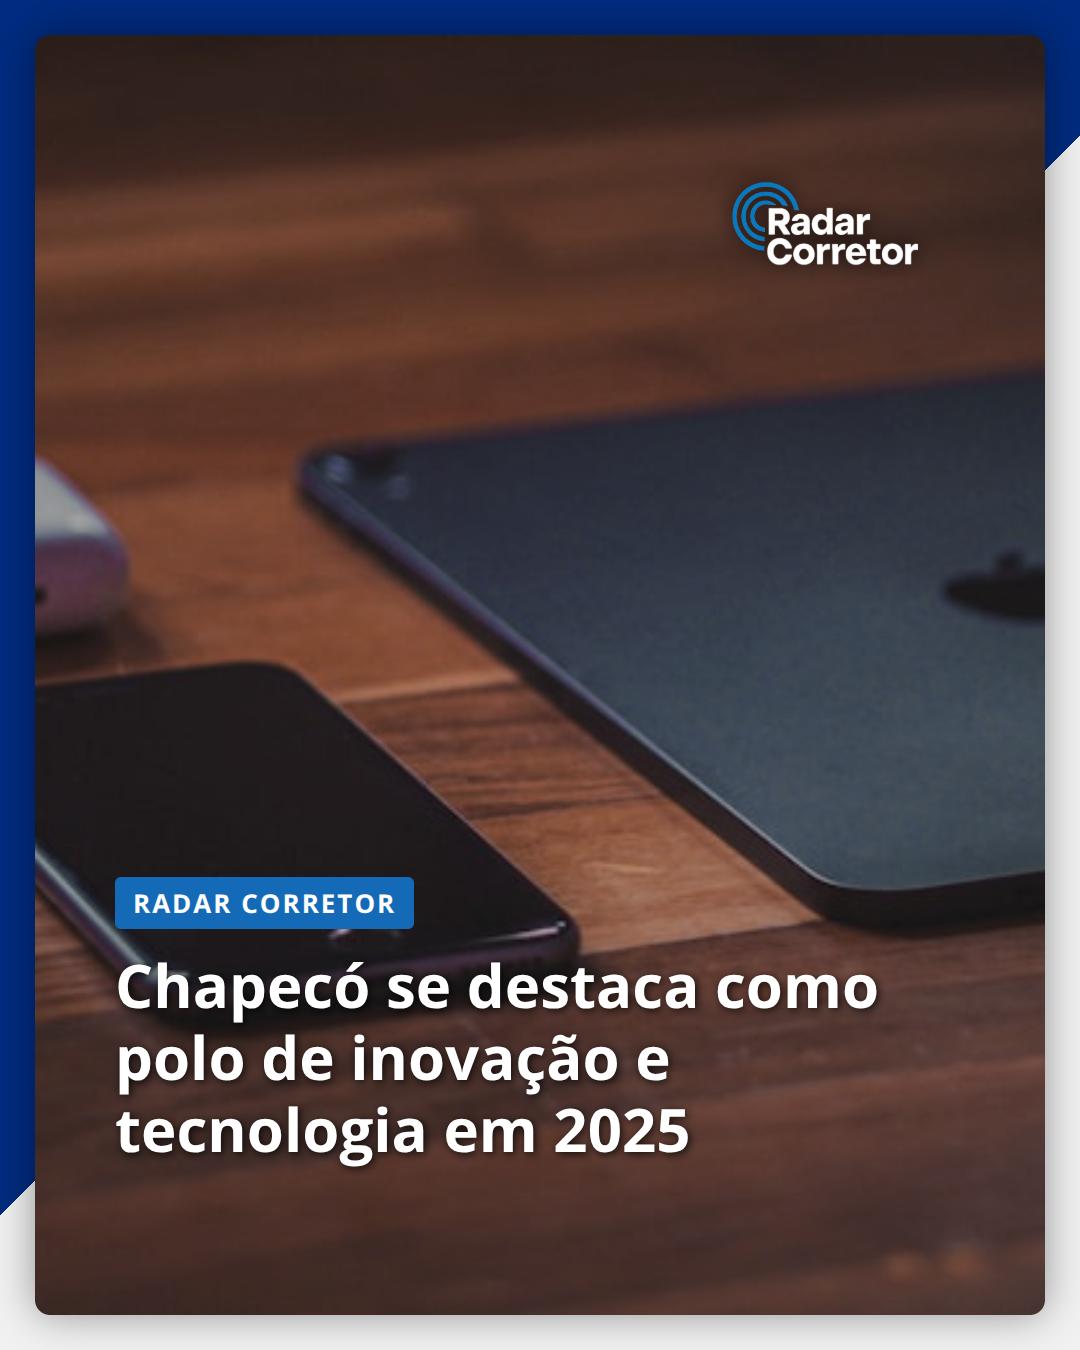 Radar
Corretor
RADAR CORRETOR
Chapecó se destaca como
polo de inovação e
tecnologia em 2025